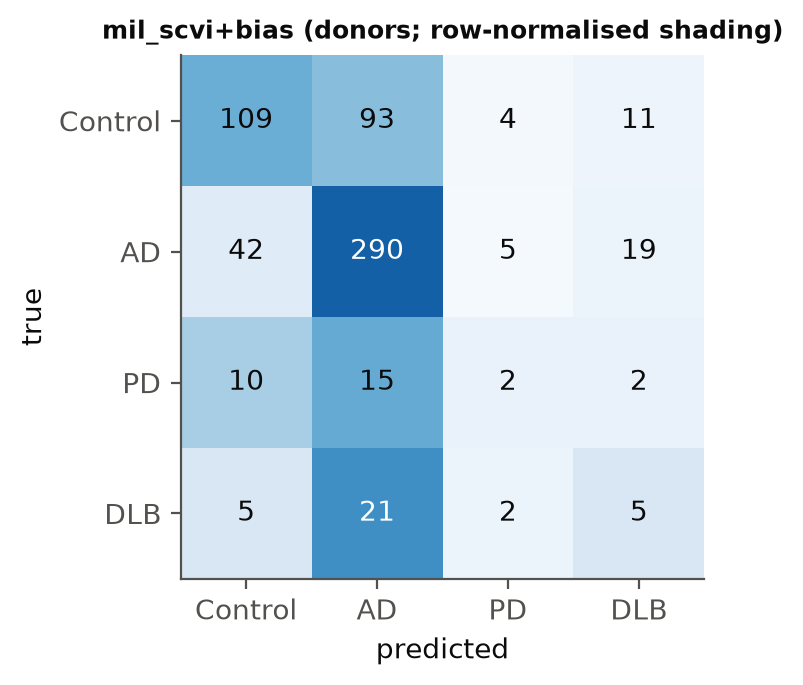 mil_scvi+bias (donors; row-normalised shading)
Control 109 93 4 11
AD 42 290 5 19
true
PD 10 15 2 2
DLB 5 21 2 5
Control AD PD DLB
predicted